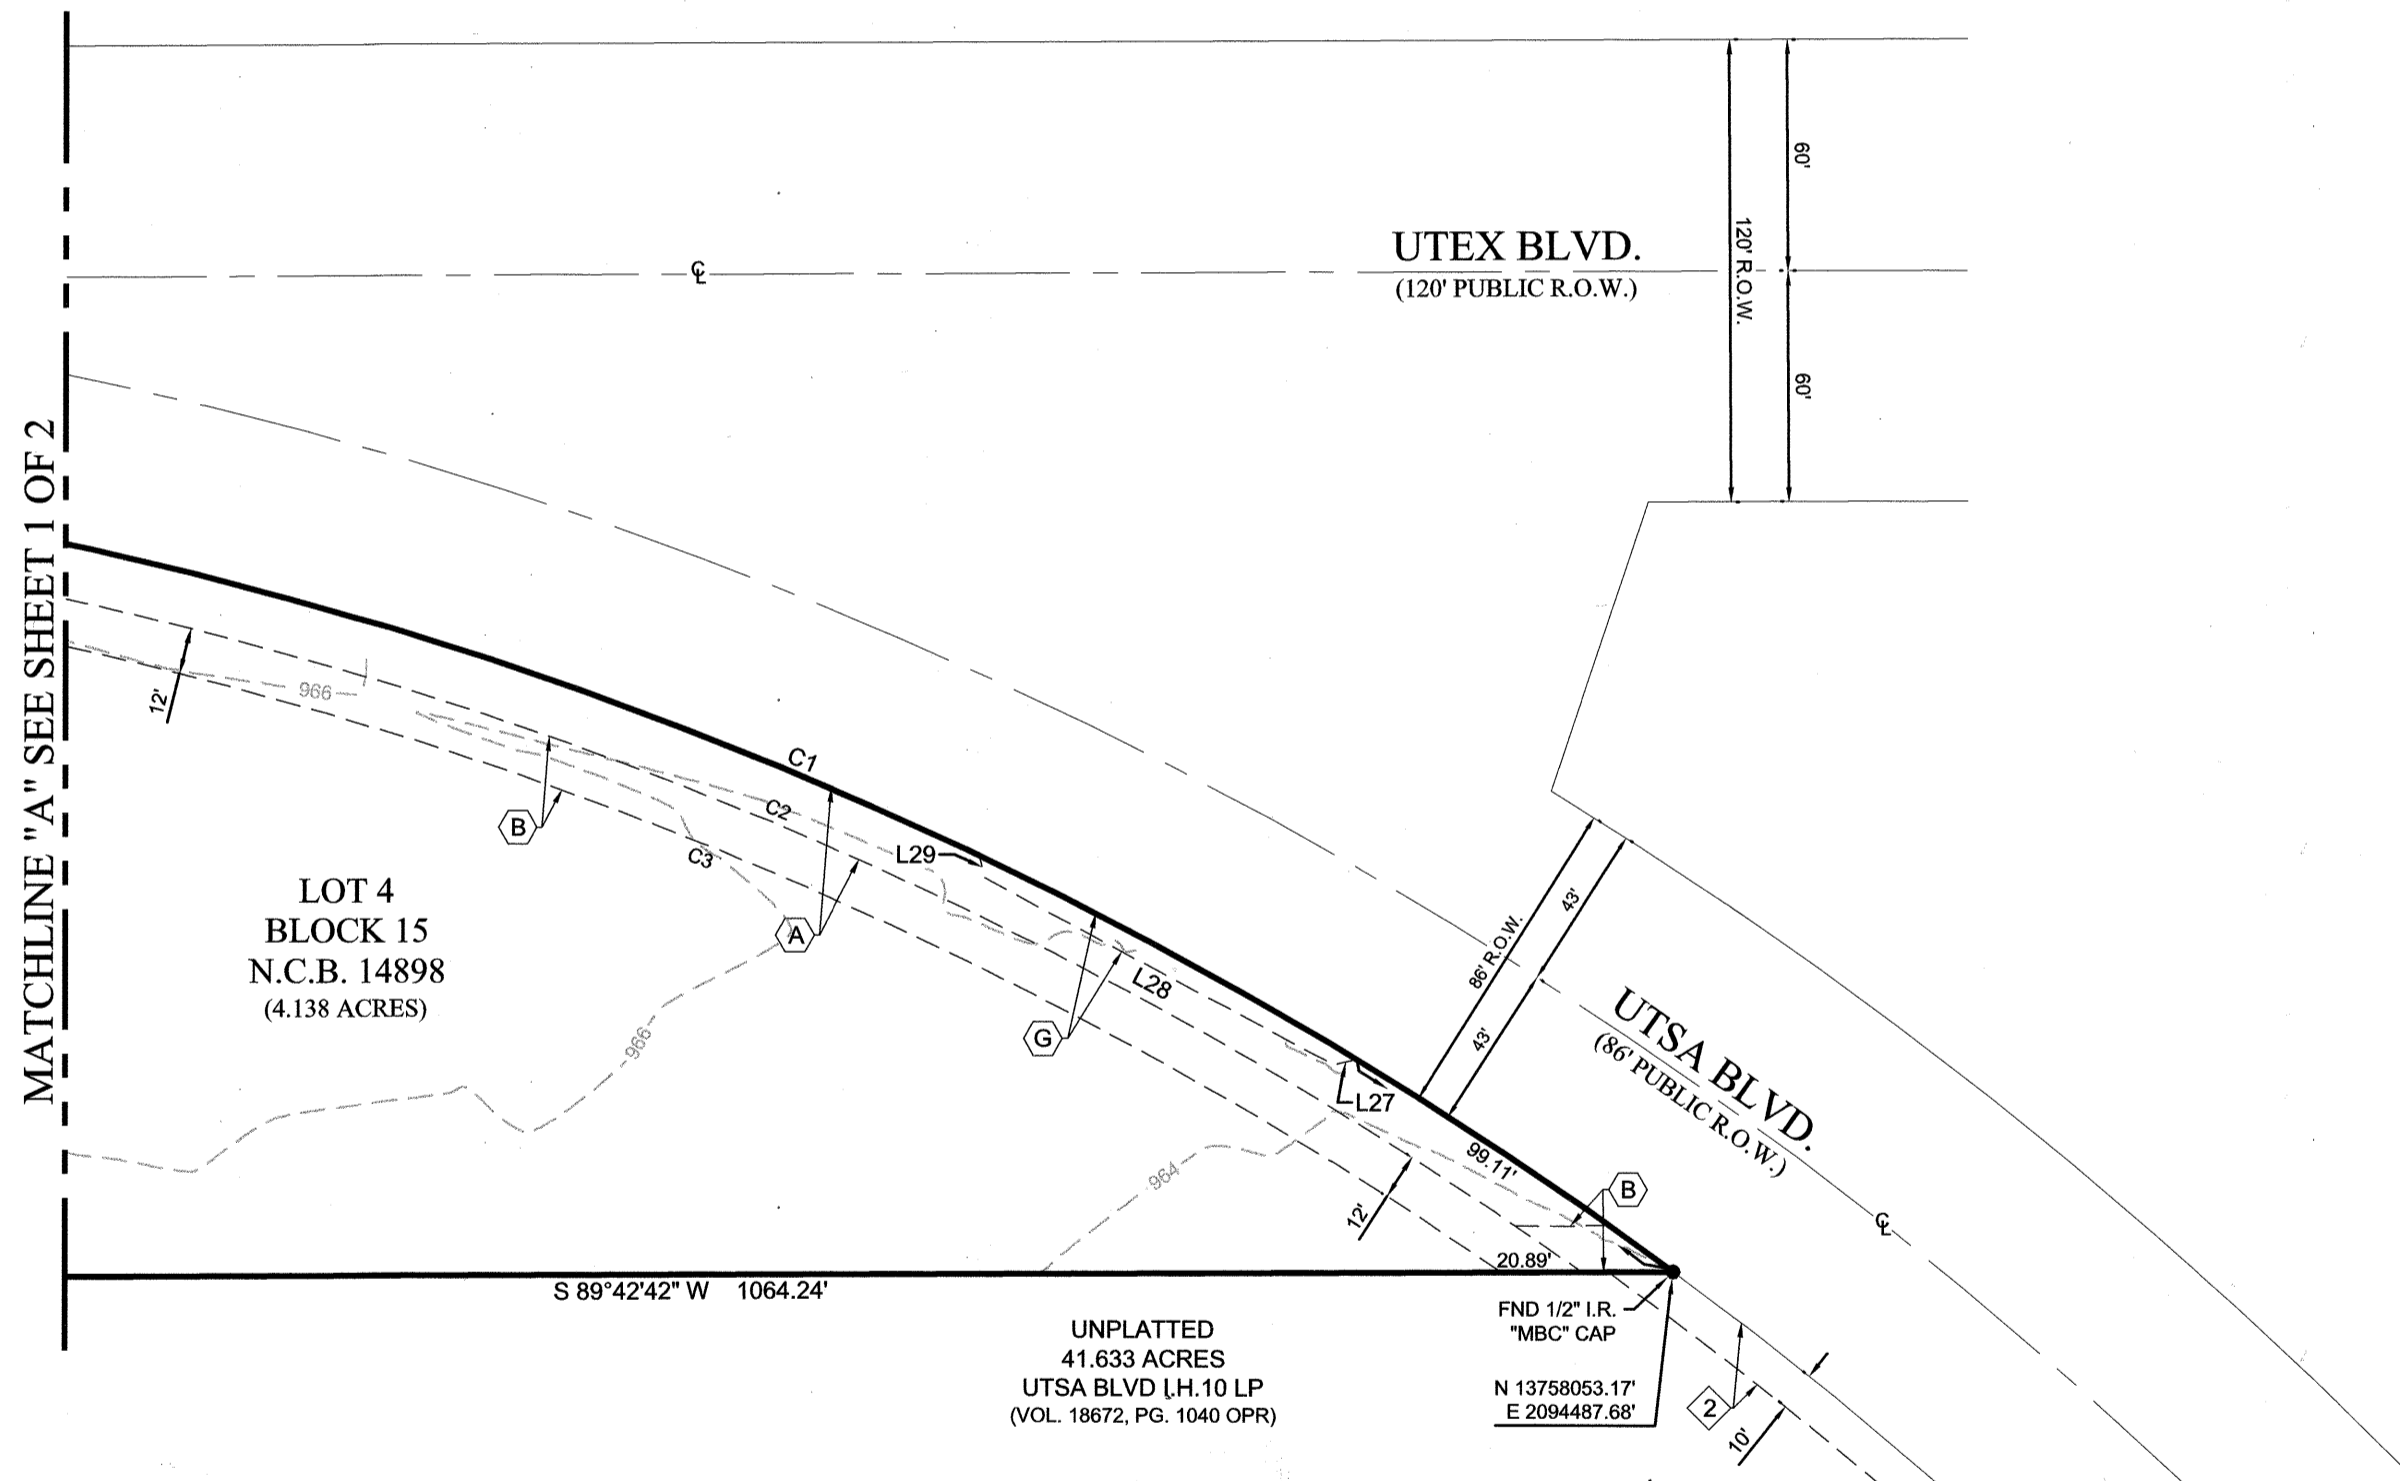 MATCHLINE "A" SEE SHEET 1 OF 2
UTEX BLVD.
(120' PUBLIC R.O.W.)
120' R.O.W.
60'
60'
℄
12'
966
B
C1
C2
C3
L29
A
LOT 4
BLOCK 15
N.C.B. 14898
(4.138 ACRES)
966
G
L28
L27
86' R.O.W.
43'
43'
UTSA BLVD.
(86' PUBLIC R.O.W.)
℄
99.11'
964
12'
B
20.89'
S 89°42'42" W 1064.24'
FND 1/2" I.R.
"MBC" CAP
UNPLATTED
41.633 ACRES
UTSA BLVD I.H.10 LP
(VOL. 18672, PG. 1040 OPR)
N 13758053.17'
E 2094487.68'
2
10'